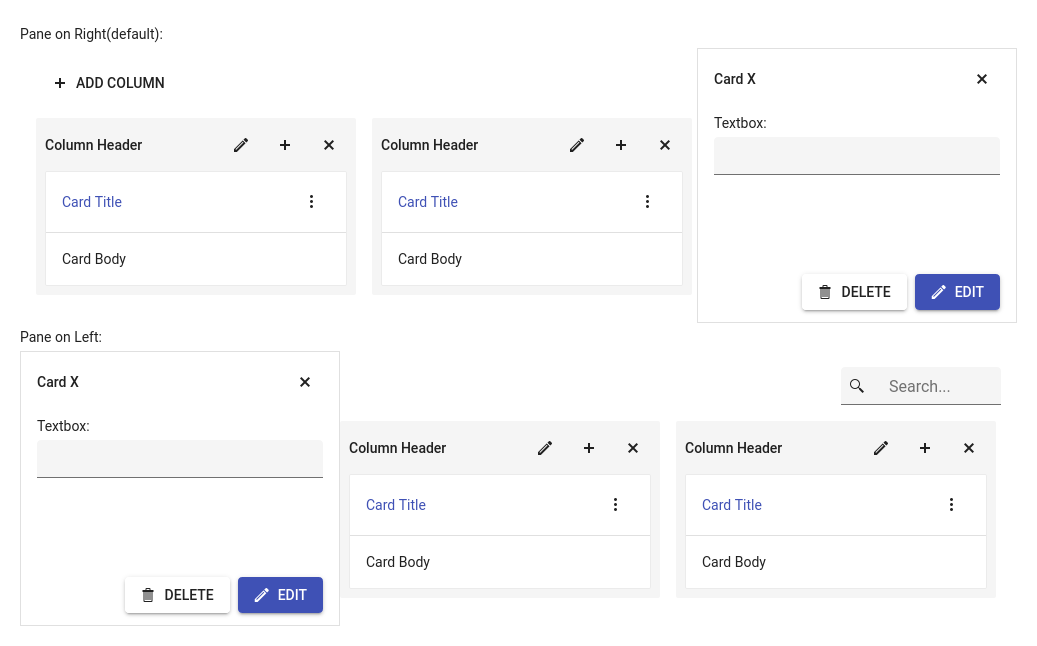 Pane on Right(default):
ADD COLUMN
Card X
Column Header
Column Header
Textbox:
Card Title
Card Title
Card Body
Card Body
DELETE
EDIT
Pane on Left:
Card X
Search...
Textbox:
Column Header
Column Header
Card Title
Card Title
Card Body
Card Body
DELETE
EDIT